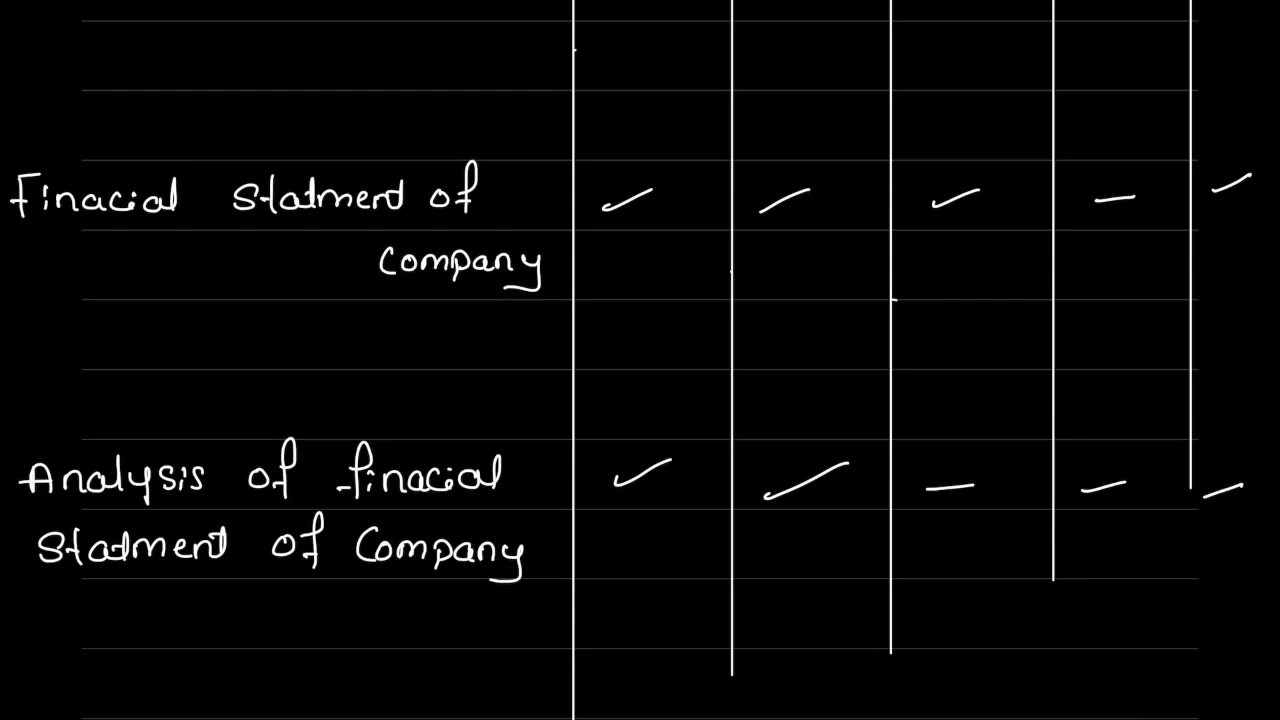 Finacial Statment of ✓ ✓ ✓ – ✓
Company
Analysis of finacial ✓ ✓ – – –
Statment of Company